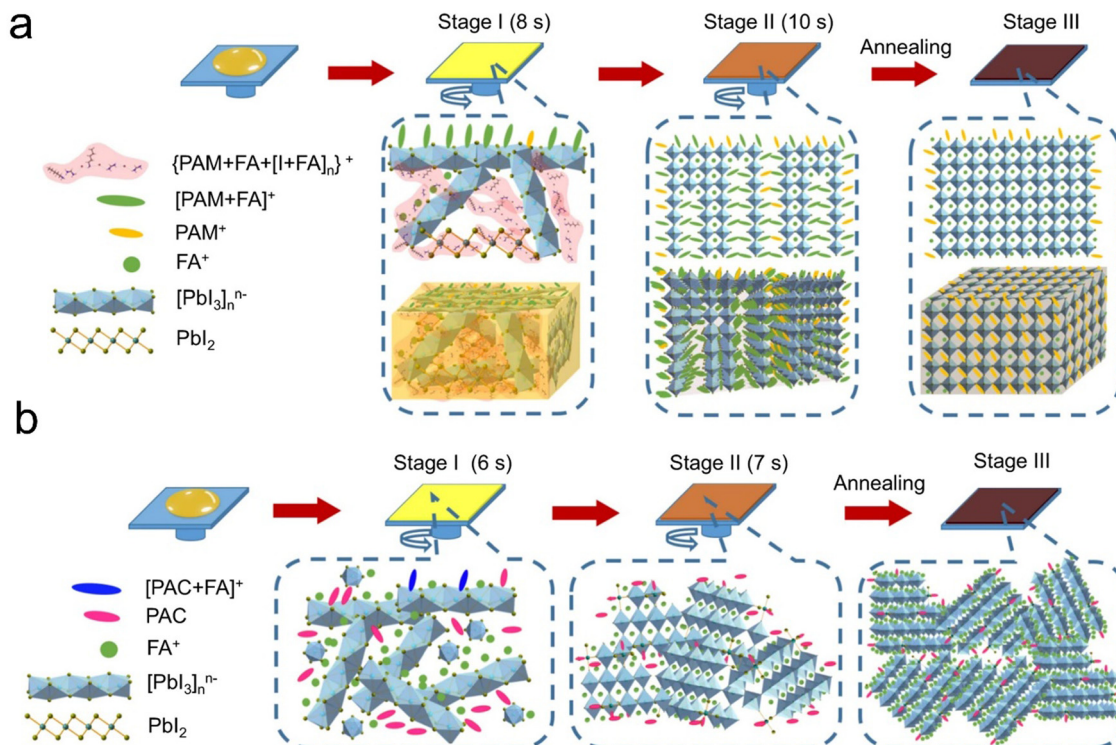 a
Stage I (8 s)
Stage II (10 s)
Annealing
Stage III
{PAM+FA+[I+FA]ₙ}⁺
[PAM+FA]⁺
PAM⁺
FA⁺
[PbI₃]ₙⁿ⁻
PbI₂
b
Stage I (6 s)
Stage II (7 s)
Annealing
Stage III
[PAC+FA]⁺
PAC
FA⁺
[PbI₃]ₙⁿ⁻
PbI₂